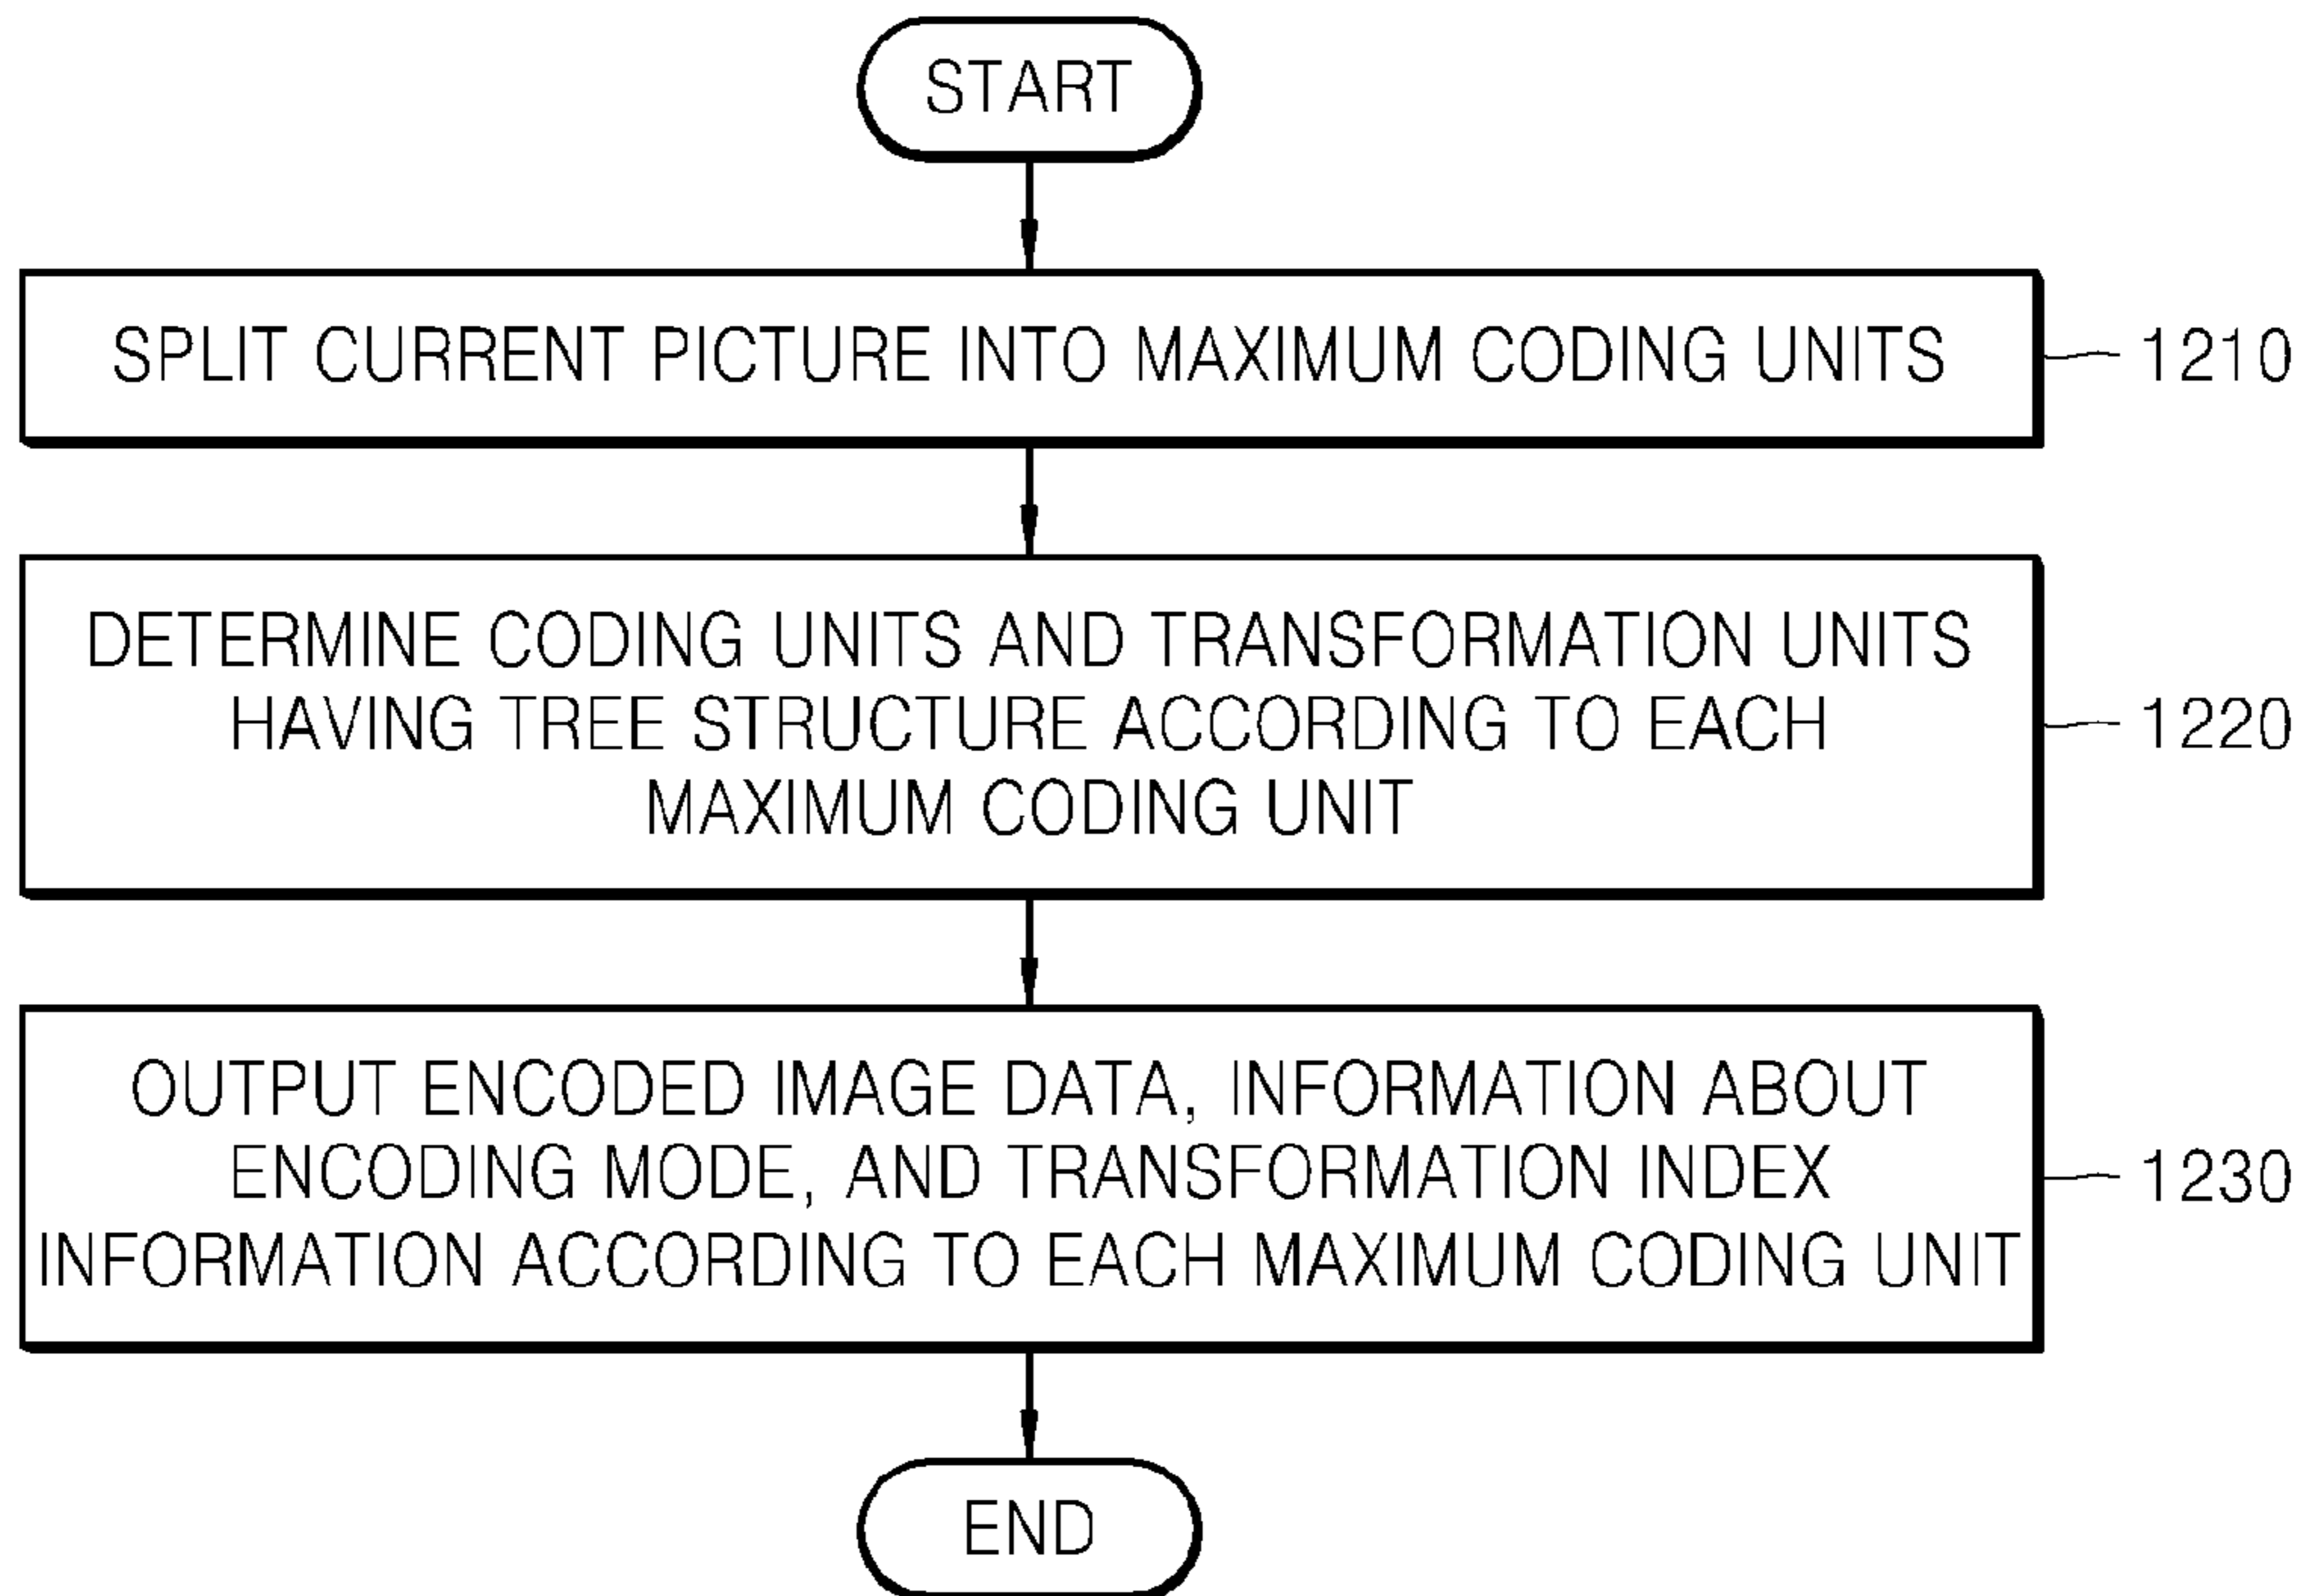 START
SPLIT CURRENT PICTURE INTO MAXIMUM CODING UNITS
1210
DETERMINE CODING UNITS AND TRANSFORMATION UNITS
HAVING TREE STRUCTURE ACCORDING TO EACH
MAXIMUM CODING UNIT
1220
OUTPUT ENCODED IMAGE DATA, INFORMATION ABOUT
ENCODING MODE, AND TRANSFORMATION INDEX
INFORMATION ACCORDING TO EACH MAXIMUM CODING UNIT
1230
END